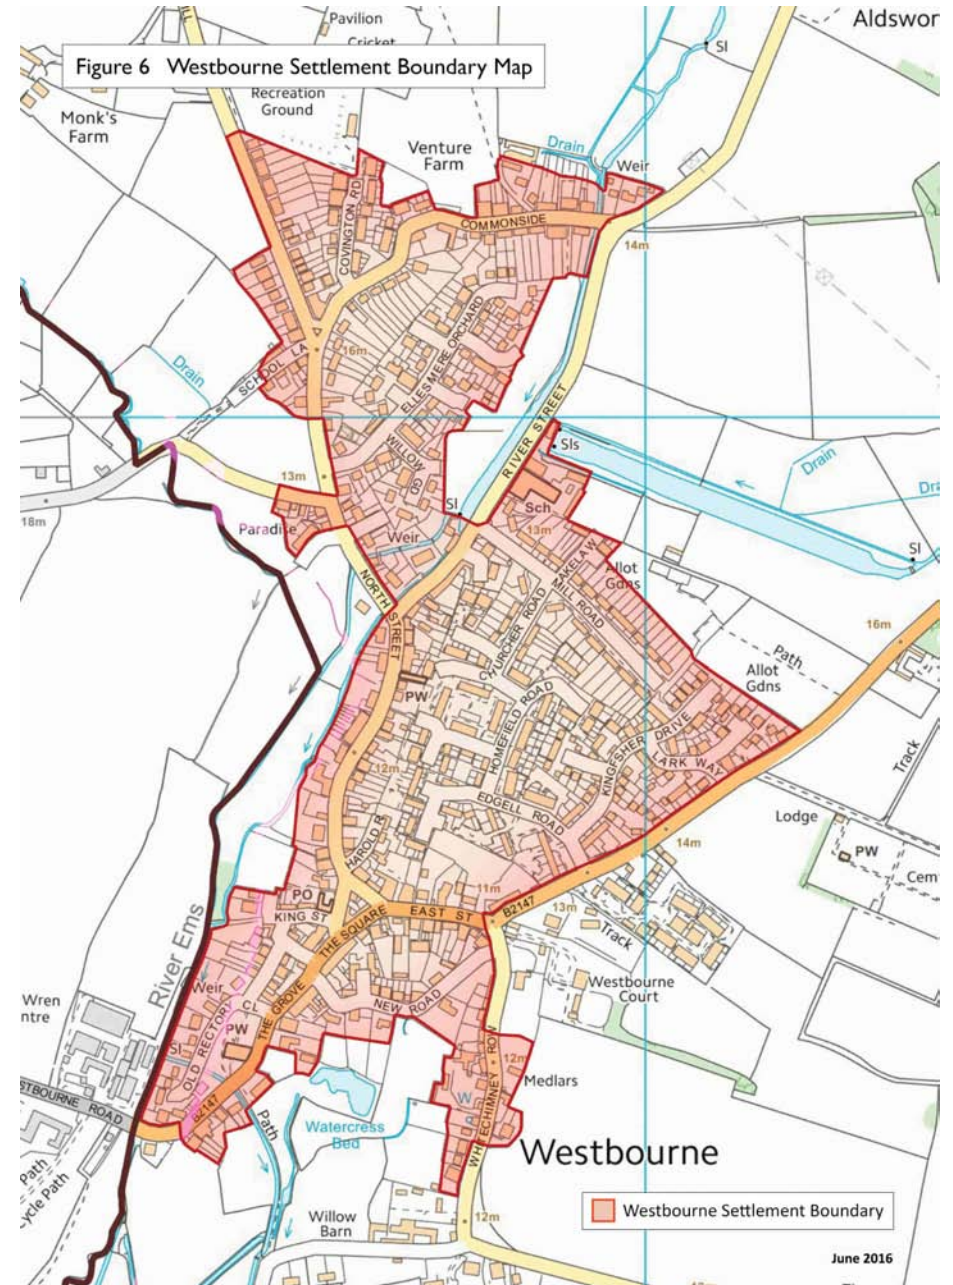 Pavilion
Cricket
Aldswor
SI
Figure 6 Westbourne Settlement Boundary Map
Recreation
Ground
Monk's
Farm
Venture
Farm
Drain
Weir
COVINGTON RD
COMMONSIDE
14m
SCHOOL LA
16m
ELLESMERE ORCHARD
Drain
RIVER STREET
WILLOW
GD
SIs
Drain
13m
18m
Paradise
SI
Sch
13m
Weir
SI
NORTH STREET
LAKELAW
MILL ROAD
Allot
Gdns
CHURCHER ROAD
16m
Path
Allot
Gdns
PW
HOMEFIELD ROAD
KINGFISHER DRIVE
LARK WAY
12m
EDGELL ROAD
HAROLD R
Track
Lodge
PW
Cem
14m
11m
PO
KING ST
THE SQUARE
EAST ST
B2147
13m
Track
River Ems
Westbourne
Court
Weir
NEW ROAD
THE GROVE
OLD RECTORY CL
PW
Wren
ntre
SI
12m
Medlars
W
WHITECHIMNEY ROW
STBOURNE ROAD
B2147
Path
Watercress
Bed
Westbourne
Path
Cycle Path
Willow
Barn
12m
Westbourne Settlement Boundary
June 2016